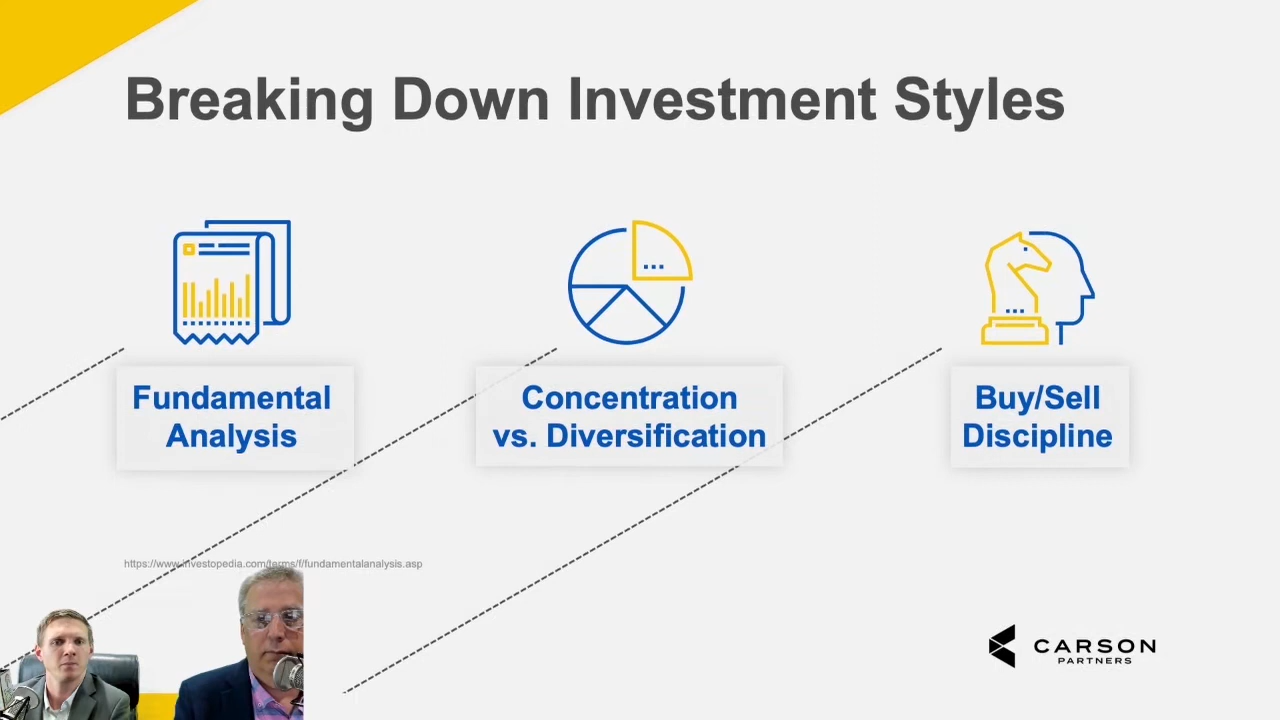 Breaking Down Investment Styles
Fundamental
Analysis
Concentration
vs. Diversification
Buy/Sell
Discipline
https://www.investopedia.com/terms/f/fundamentalanalysis.asp
CARSON
PARTNERS